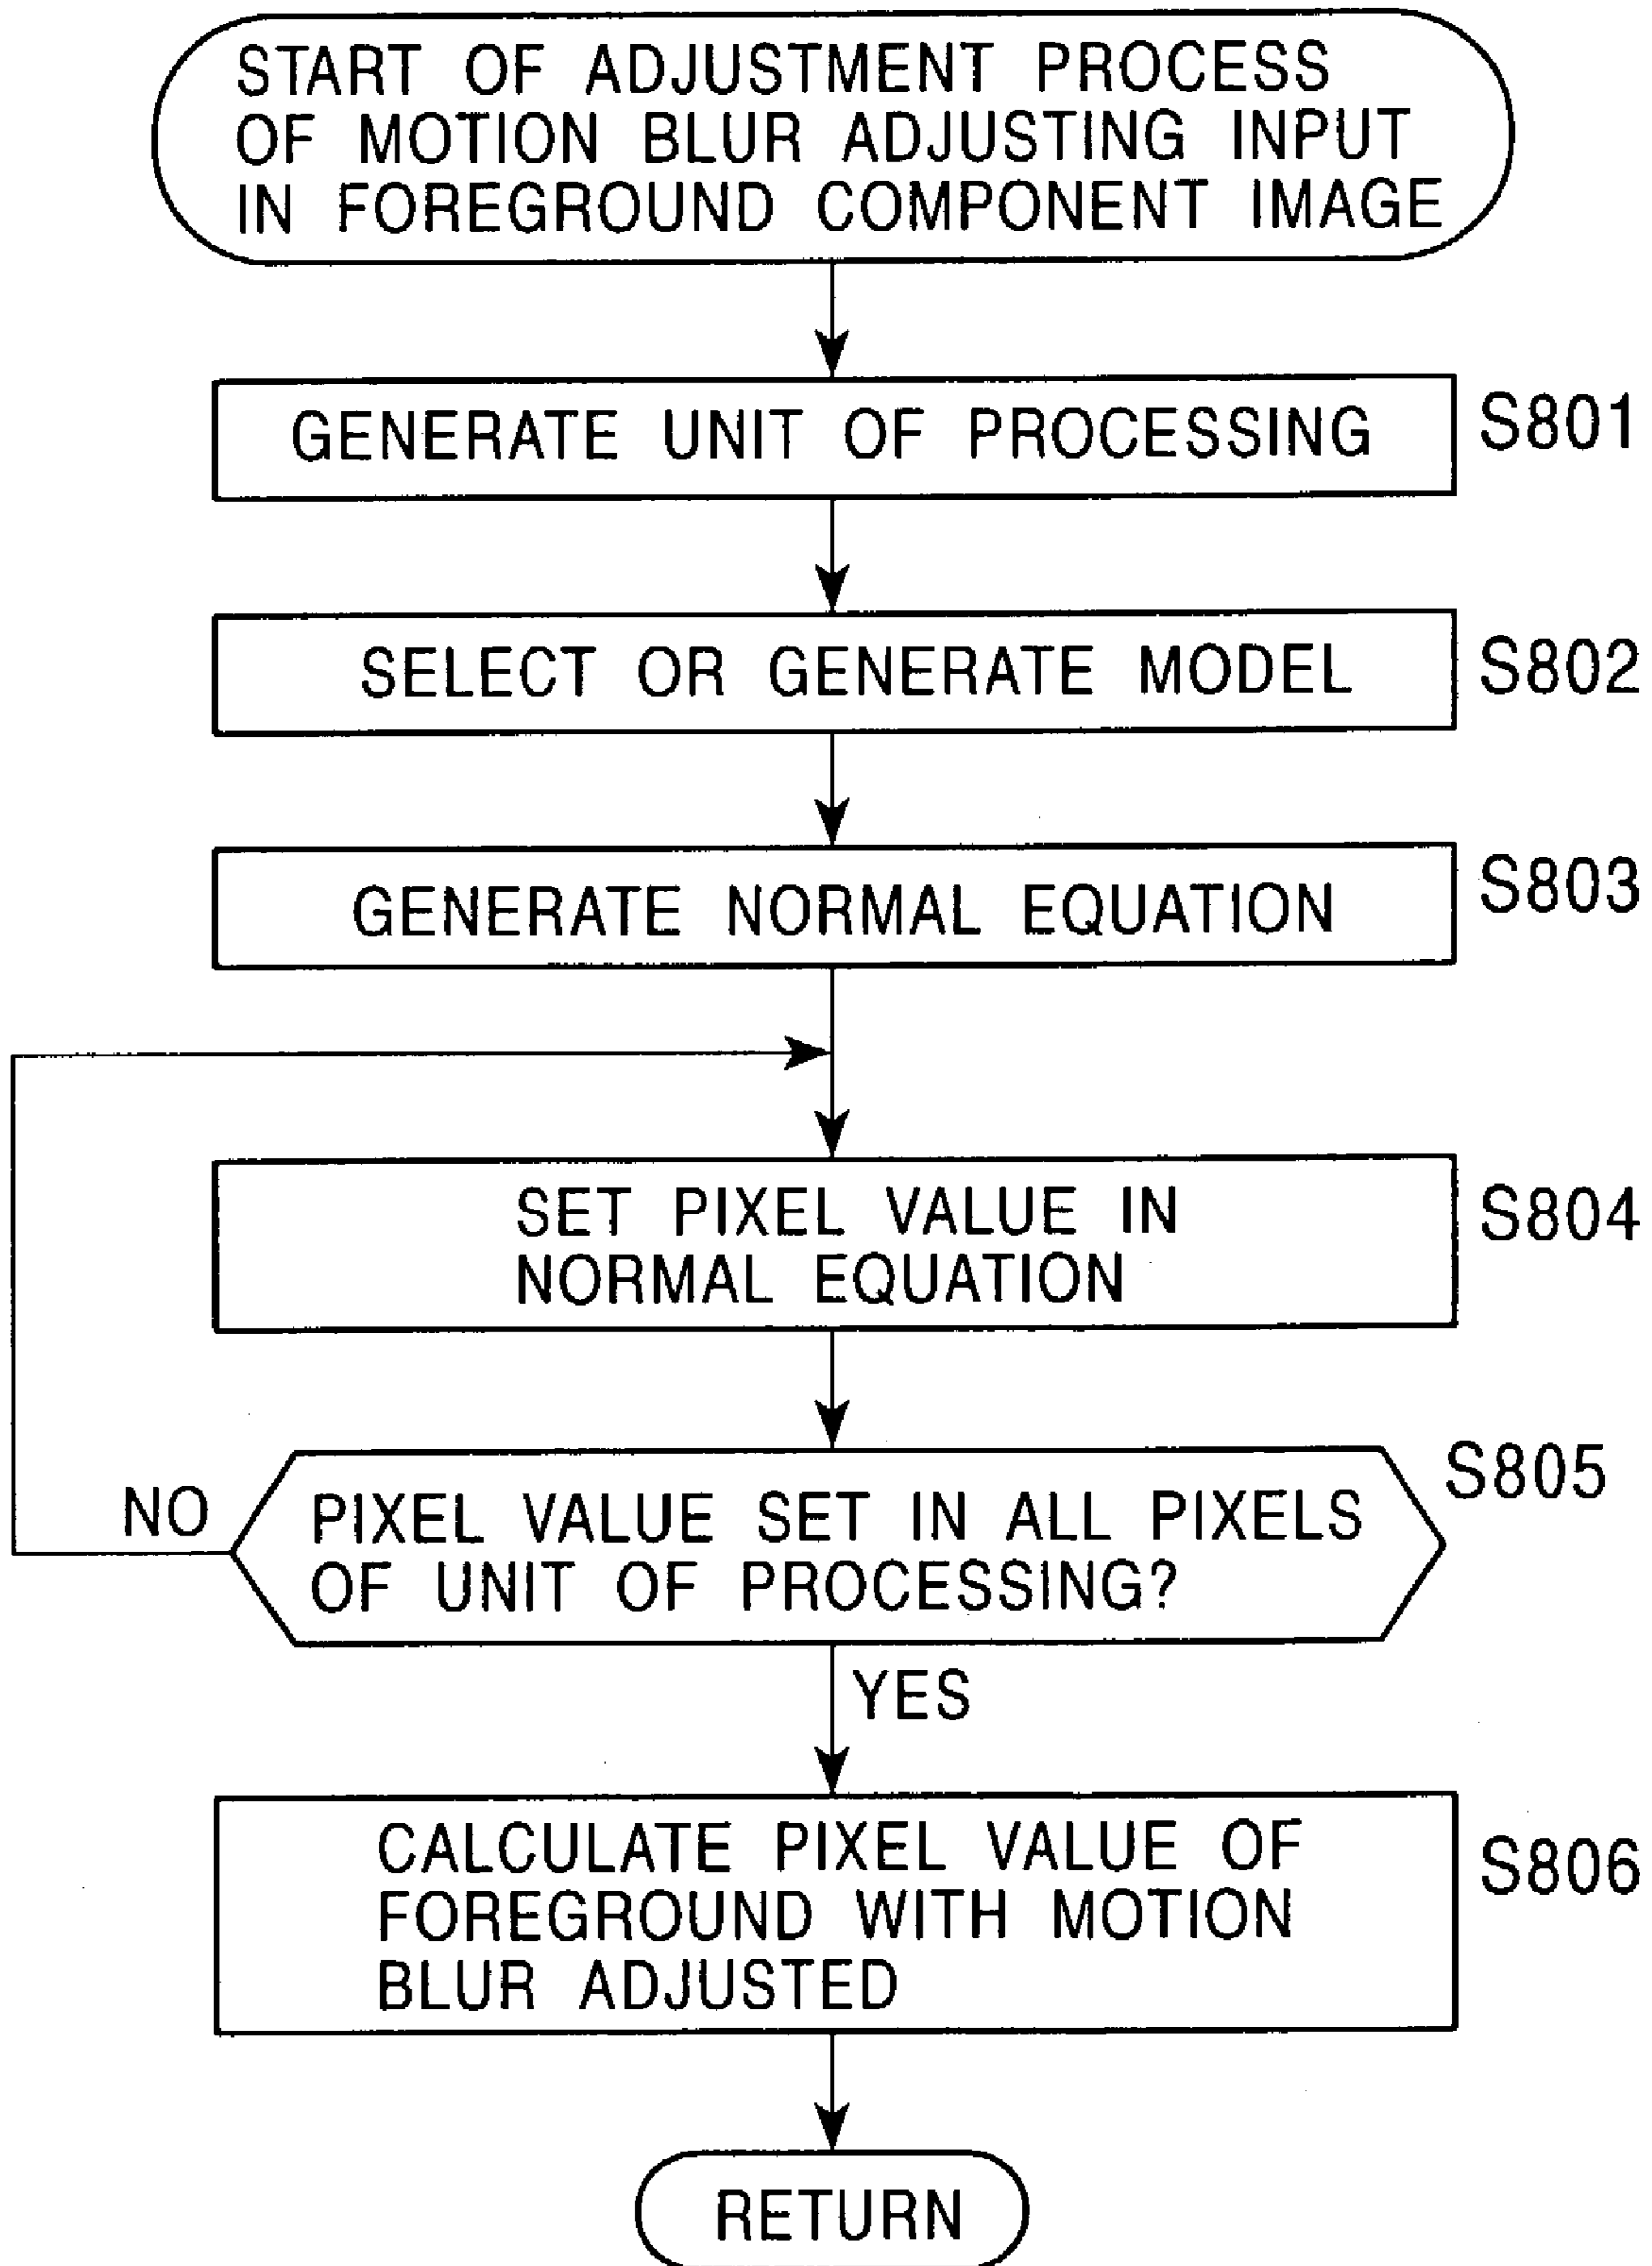 START OF ADJUSTMENT PROCESS
OF MOTION BLUR ADJUSTING INPUT
IN FOREGROUND COMPONENT IMAGE
GENERATE UNIT OF PROCESSING
S801
SELECT OR GENERATE MODEL
S802
GENERATE NORMAL EQUATION
S803
SET PIXEL VALUE IN
NORMAL EQUATION
S804
PIXEL VALUE SET IN ALL PIXELS
OF UNIT OF PROCESSING?
S805
NO
YES
CALCULATE PIXEL VALUE OF
FOREGROUND WITH MOTION
BLUR ADJUSTED
S806
RETURN